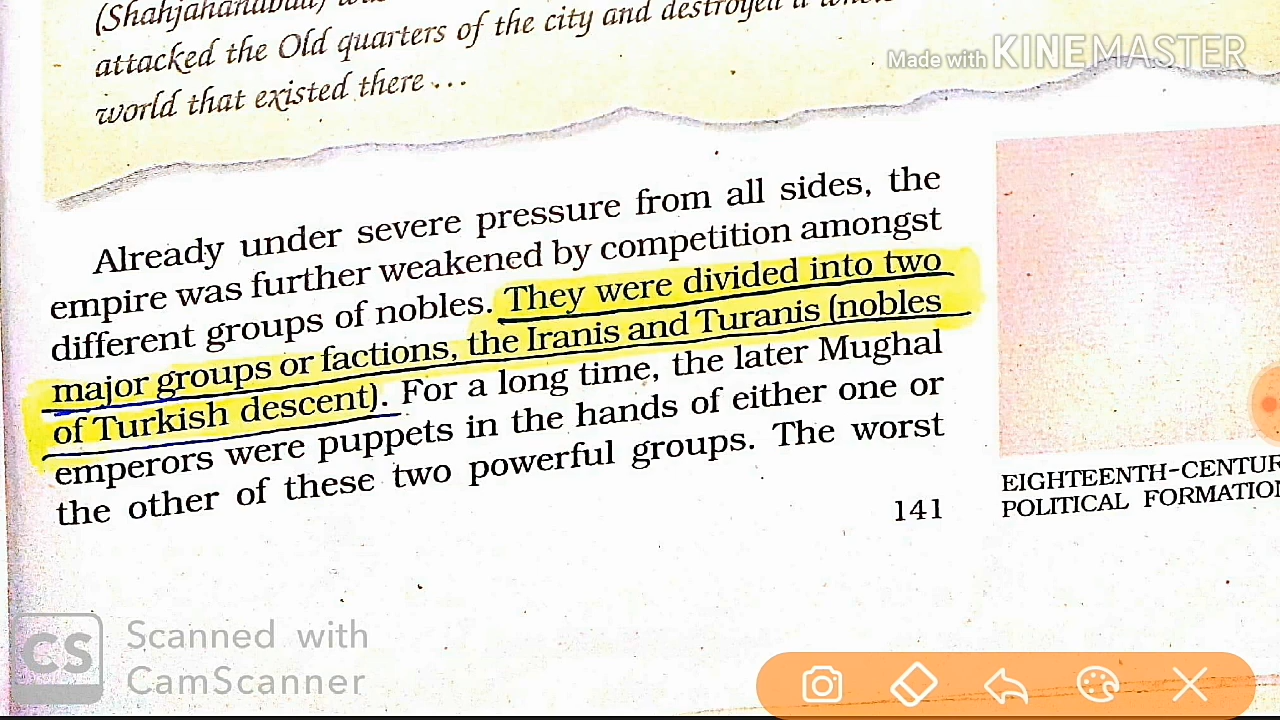 (Shahjahanabad)
attacked the Old quarters of the city and destroyed
world that existed there ...
Made with KINEMASTER
Already under severe pressure from all sides, the
empire was further weakened by competition amongst
different groups of nobles. They were divided into two
major groups or factions, the Iranis and Turanis (nobles
of Turkish descent). For a long time, the later Mughal
emperors were puppets in the hands of either one or
the other of these two powerful groups. The worst
141
EIGHTEENTH-CENTUR
POLITICAL FORMATION
CS
Scanned with
CamScanner